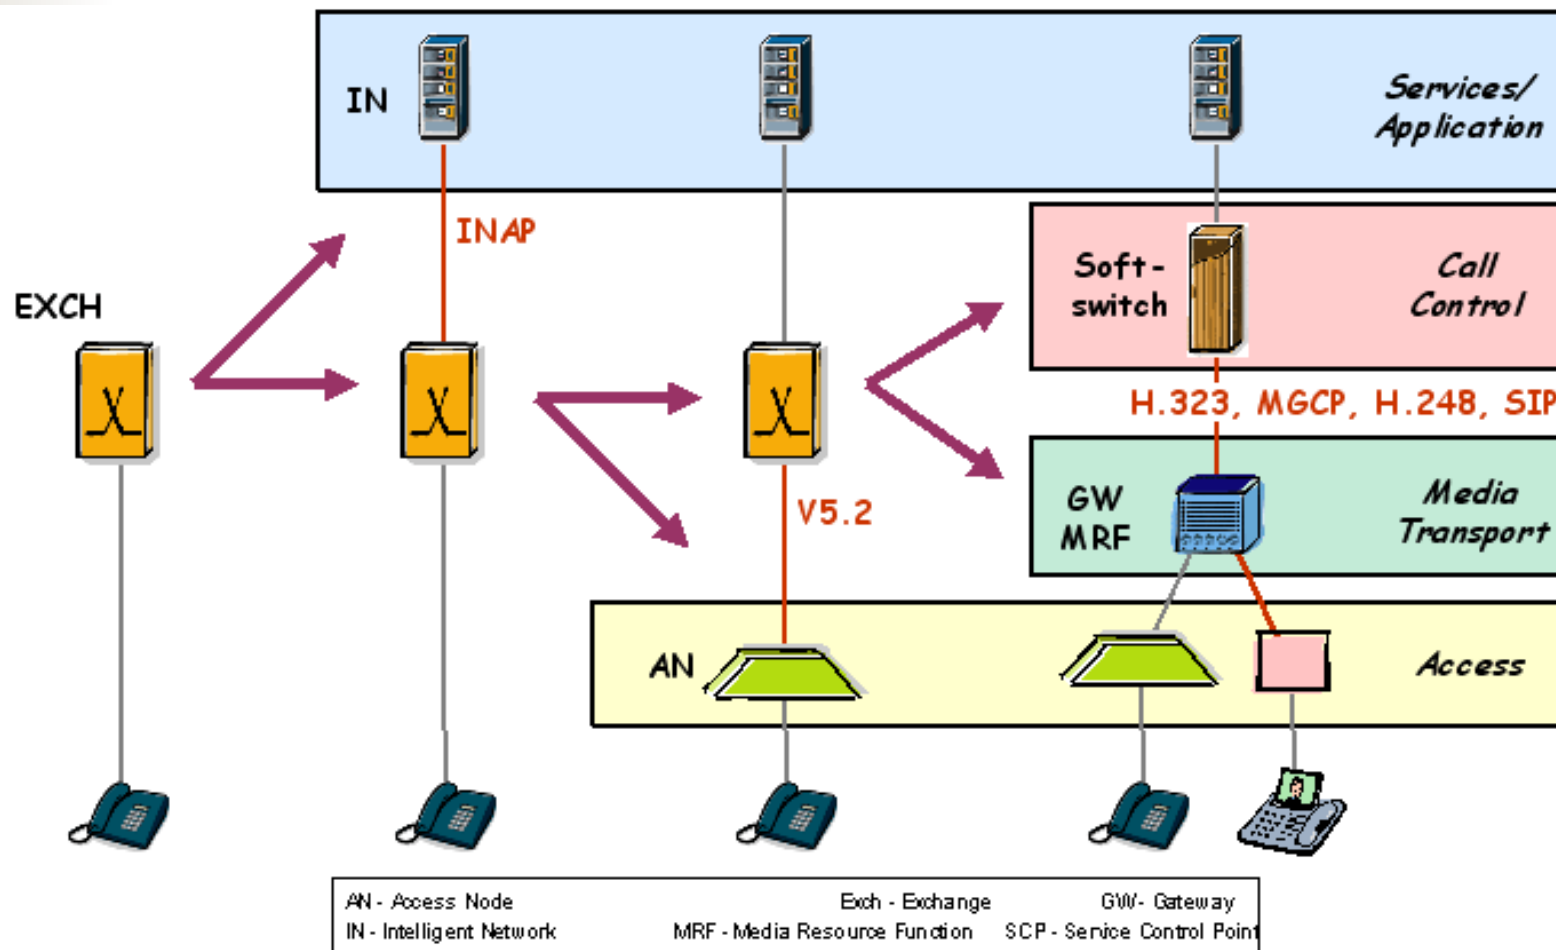 IN
Services/
Application
INAP
EXCH
Soft-
switch
Call
Control
H.323, MGCP, H.248, SIP
GW
MRF
Media
Transport
V5.2
AN
Access
AN - Access Node
Exch - Exchange
GW - Gateway
IN - Intelligent Network
MRF - Media Resource Function
SCP - Service Control Point